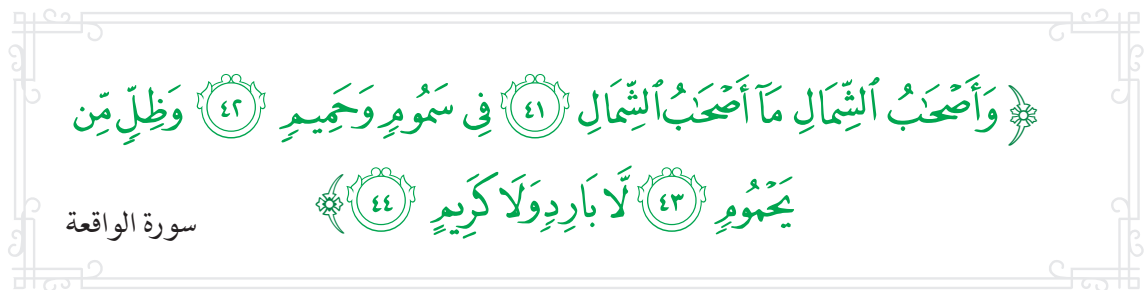 ﴿ وَأَصْحَٰبُ ٱلشِّمَالِ مَآ أَصْحَٰبُ ٱلشِّمَالِ ٤١ فِى سَمُومٍ وَحَمِيمٍ ٤٢ وَظِلٍّ مِّن
يَحْمُومٍ ٤٣ لَّا بَارِدٍ وَلَا كَرِيمٍ ٤٤ ﴾
سورة الواقعة